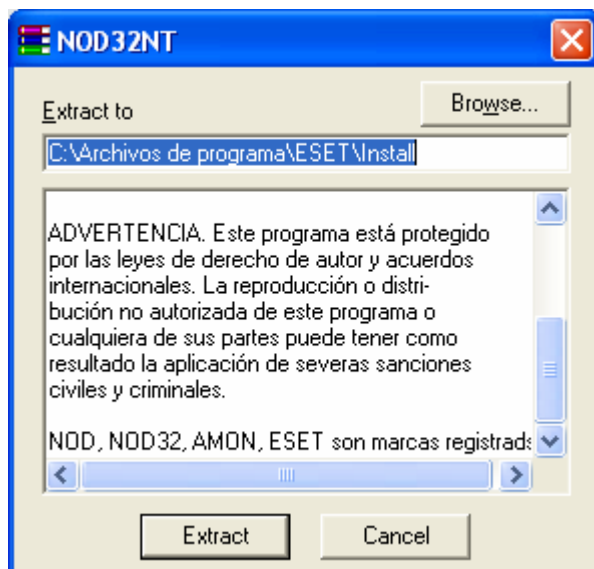 NOD32NT
Extract to
Browse...
C:\Archivos de programa\ESET\Install
ADVERTENCIA. Este programa está protegido
por las leyes de derecho de autor y acuerdos
internacionales. La reproducción o distri-
bución no autorizada de este programa o
cualquiera de sus partes puede tener como
resultado la aplicación de severas sanciones
civiles y criminales.
NOD, NOD32, AMON, ESET son marcas registrads
Extract
Cancel